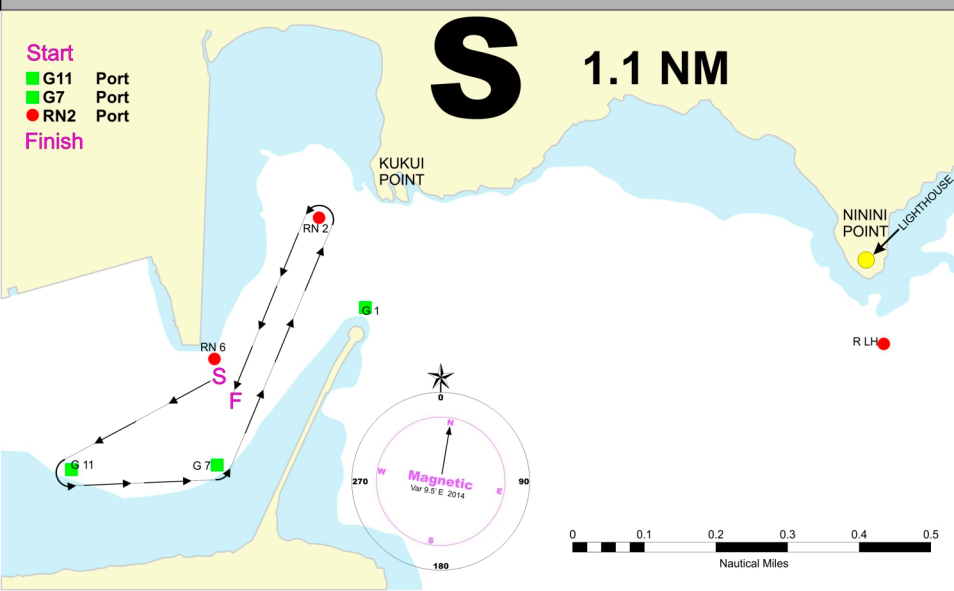 S
1.1 NM
Start
G11 Port
G7 Port
RN2 Port
Finish
KUKUI
POINT
LIGHTHOUSE
NININI
POINT
RN 2
G 1
R LH
RN 6
S
F
G 11
G 7
0
N
W
Magnetic
Var 9.5' E 2014
E
270
90
S
180
0 0.1 0.2 0.3 0.4 0.5
Nautical Miles